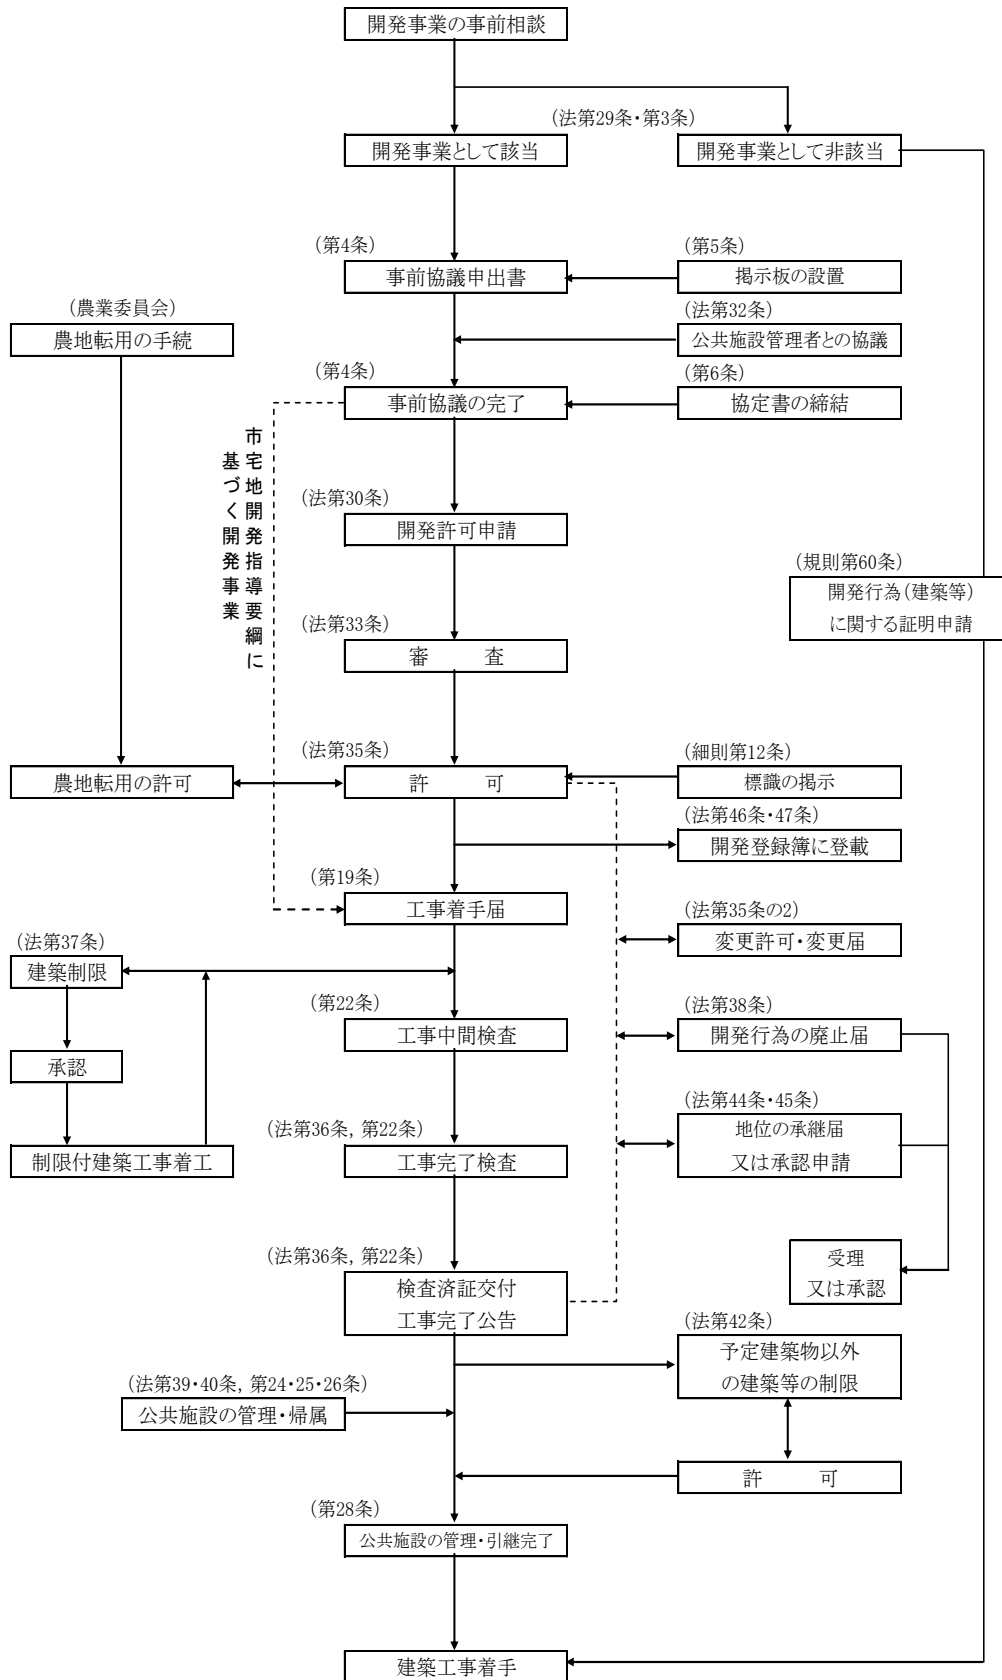 開発事業の事前相談
(法第29条・第3条)
開発事業として該当
開発事業として非該当
(第4条)
(第5条)
事前協議申出書
掲示板の設置
(農業委員会)
(法第32条)
農地転用の手続
公共施設管理者との協議
(第4条)
(第6条)
事前協議の完了
協定書の締結
市宅地開発指導要綱に
基づく開発事業
(法第30条)
開発許可申請
(規則第60条)
開発行為(建築等)
に関する証明申請
(法第33条)
審 査
(法第35条)
(細則第12条)
農地転用の許可
許 可
標識の掲示
(法第46条・47条)
開発登録簿に登載
(第19条)
工事着手届
(法第35条の2)
変更許可・変更届
(法第37条)
建築制限
(第22条)
(法第38条)
工事中間検査
開発行為の廃止届
承認
(法第44条・45条)
(法第36条, 第22条)
地位の承継届
又は承認申請
制限付建築工事着工
工事完了検査
(法第36条, 第22条)
受理
又は承認
検査済証交付
工事完了公告
(法第42条)
予定建築物以外
の建築等の制限
(法第39・40条, 第24・25・26条)
公共施設の管理・帰属
許 可
(第28条)
公共施設の管理・引継完了
建築工事着手